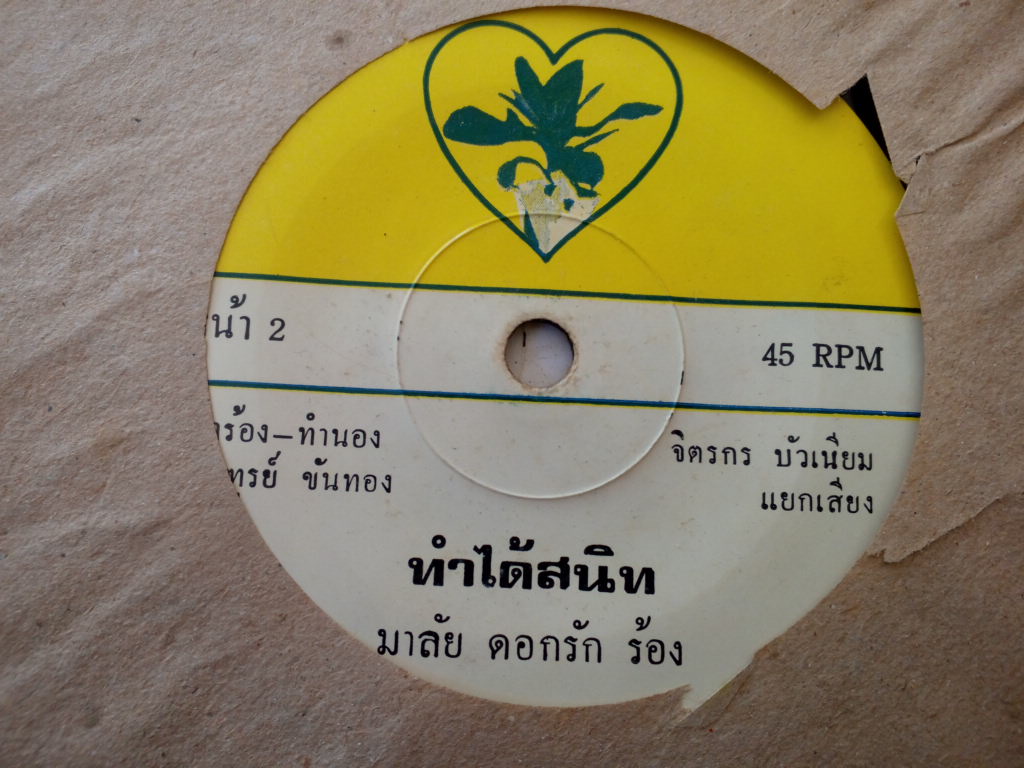 น้า 2
45 RPM
ร้อง-ทำนอง
ทรย์ ขันทอง
จิตรกร บัวเนียม
แยกเสียง
ทำได้สนิท
มาลัย ดอกรัก ร้อง